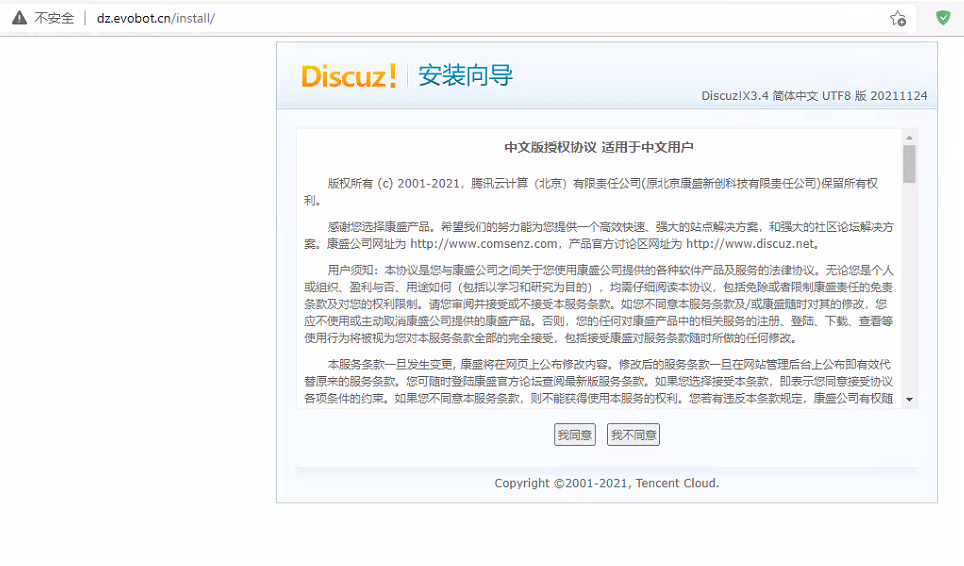 不安全 dz.evobot.cn/install/
Discuz! 安装向导
Discuz!X3.4 简体中文 UTF8 版 20211124
中文版授权协议 适用于中文用户
版权所有 (c) 2001-2021，腾讯云计算（北京）有限责任公司(原北京康盛新创科技有限责任公司)保留所有权
利。
感谢您选择康盛产品。希望我们的努力能为您提供一个高效快速、强大的站点解决方案，和强大的社区论坛解决方
案。康盛公司网址为 http://www.comsenz.com，产品官方讨论区网址为 http://www.discuz.net。
用户须知：本协议是您与康盛公司之间关于您使用康盛公司提供的各种软件产品及服务的法律协议。无论您是个人
或组织、盈利与否、用途如何（包括以学习和研究为目的），均需仔细阅读本协议，包括免除或者限制康盛责任的免责
条款及对您的权利限制。请您审阅并接受或不接受本服务条款。如您不同意本服务条款及/或康盛随时对其的修改，您
应不使用或主动取消康盛公司提供的康盛产品。否则，您的任何对康盛产品中的相关服务的注册、登陆、下载、查看等
使用行为将被视为您对本服务条款全部的完全接受，包括接受康盛对服务条款随时所做的任何修改。
本服务条款一旦发生变更, 康盛将在网页上公布修改内容。修改后的服务条款一旦在网站管理后台上公布即有效代
替原来的服务条款。您可随时登陆康盛官方论坛查阅最新版服务条款。如果您选择接受本条款，即表示您同意接受协议
各项条件的约束。如果您不同意本服务条款，则不能获得使用本服务的权利。您若有违反本条款规定，康盛公司有权随
我同意 我不同意
Copyright ©2001-2021, Tencent Cloud.